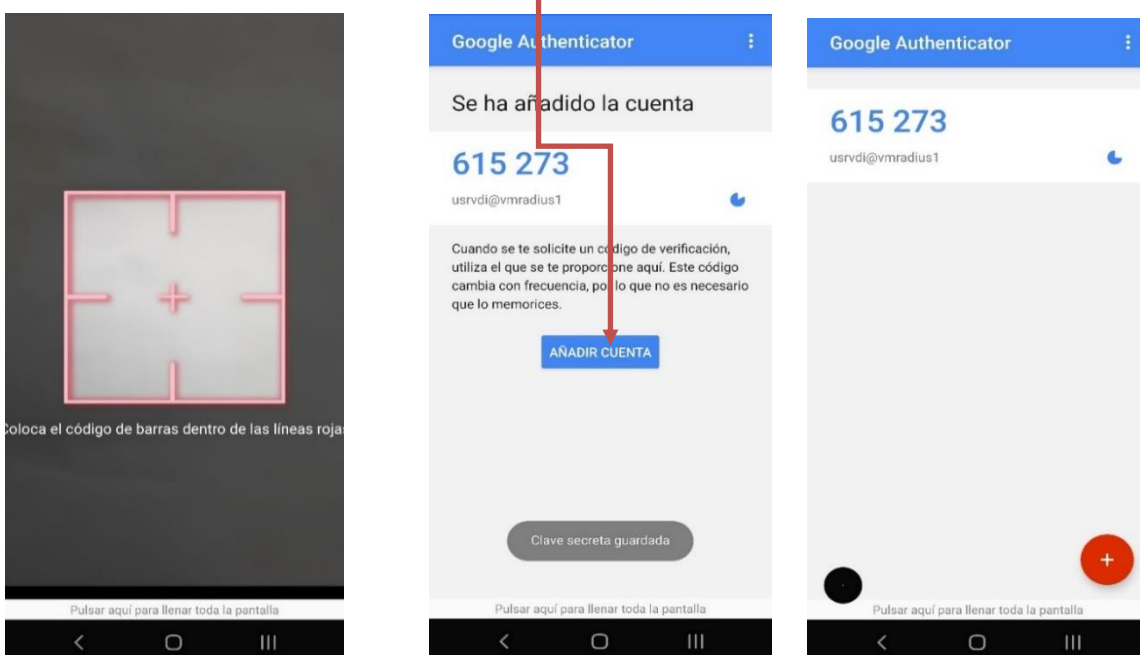 Coloca el código de barras dentro de las líneas rojas
Pulsar aquí para llenar toda la pantalla
Google Authenticator
Se ha añadido la cuenta
615 273
usrvdi@vmradius1
Cuando se te solicite un código de verificación,
utiliza el que se te proporcione aquí. Este código
cambia con frecuencia, por lo que no es necesario
que lo memorices.
AÑADIR CUENTA
Clave secreta guardada
Pulsar aquí para llenar toda la pantalla
Google Authenticator
615 273
usrvdi@vmradius1
+
Pulsar aquí para llenar toda la pantalla